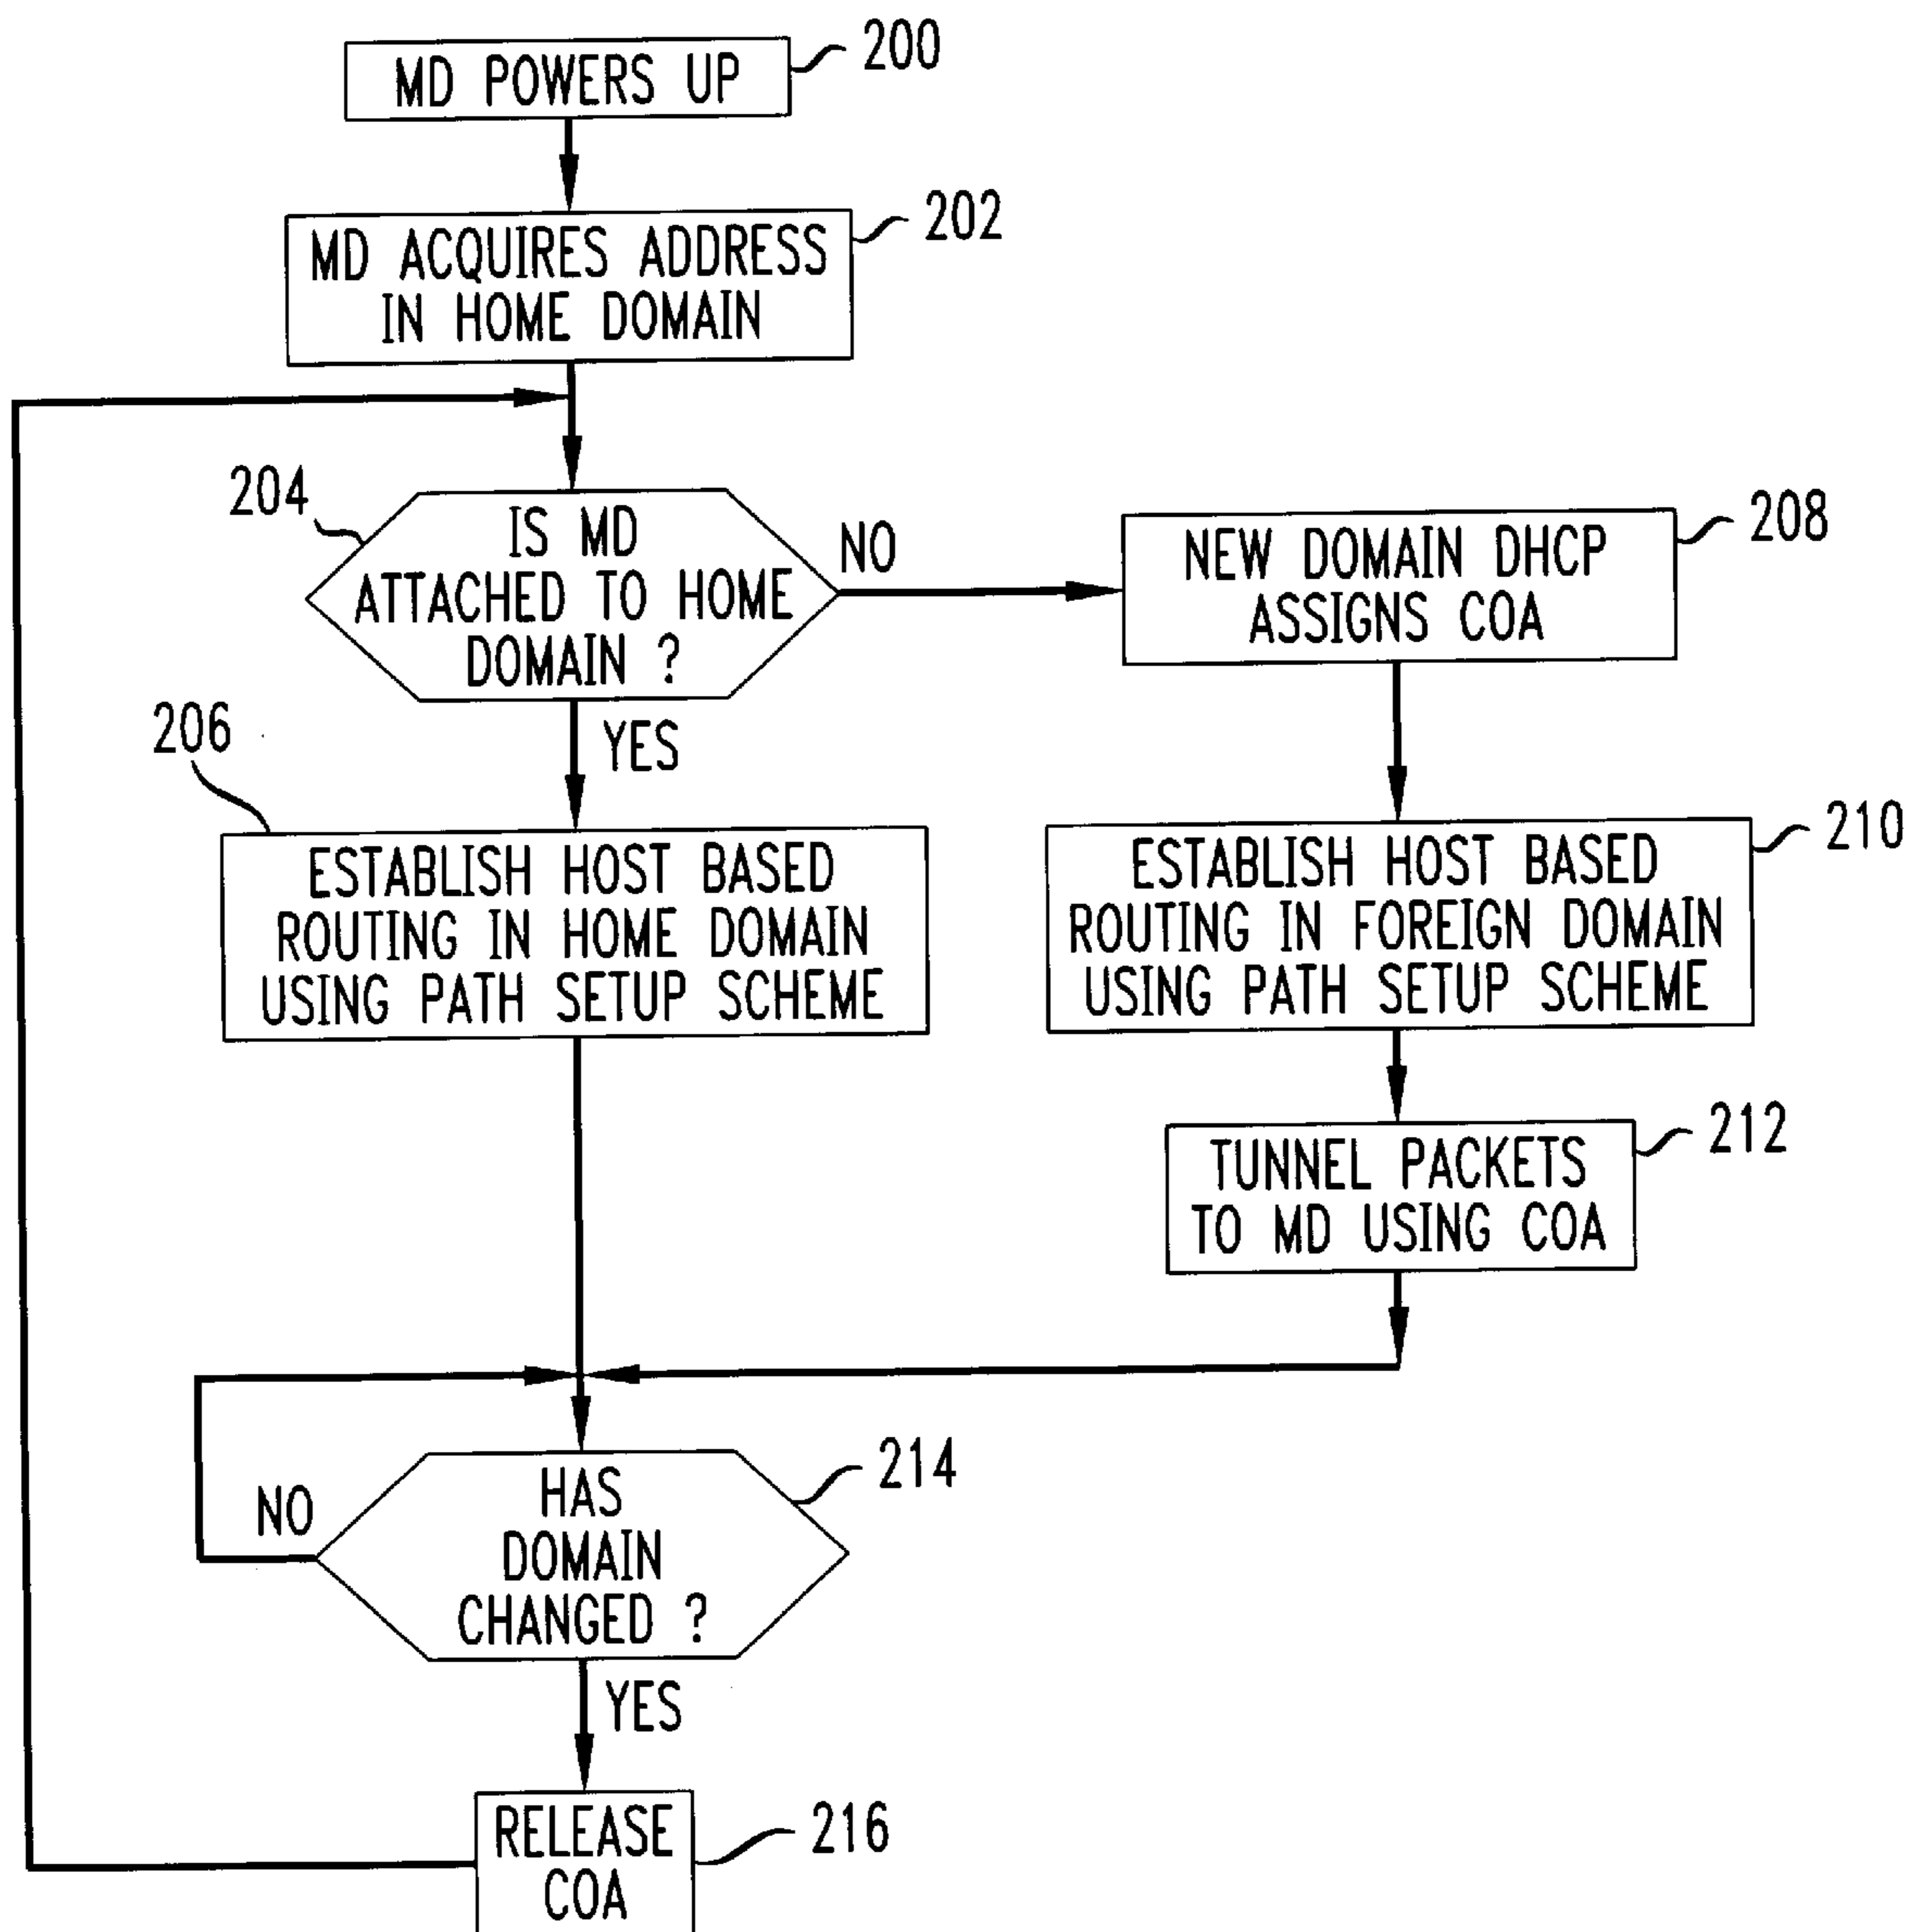 MD POWERS UP
200
MD ACQUIRES ADDRESS
IN HOME DOMAIN
202
204
IS MD
ATTACHED TO HOME
DOMAIN ?
NO
YES
NEW DOMAIN DHCP
ASSIGNS COA
208
206
ESTABLISH HOST BASED
ROUTING IN HOME DOMAIN
USING PATH SETUP SCHEME
ESTABLISH HOST BASED
ROUTING IN FOREIGN DOMAIN
USING PATH SETUP SCHEME
210
TUNNEL PACKETS
TO MD USING COA
212
HAS
DOMAIN
CHANGED ?
214
NO
YES
RELEASE
COA
216